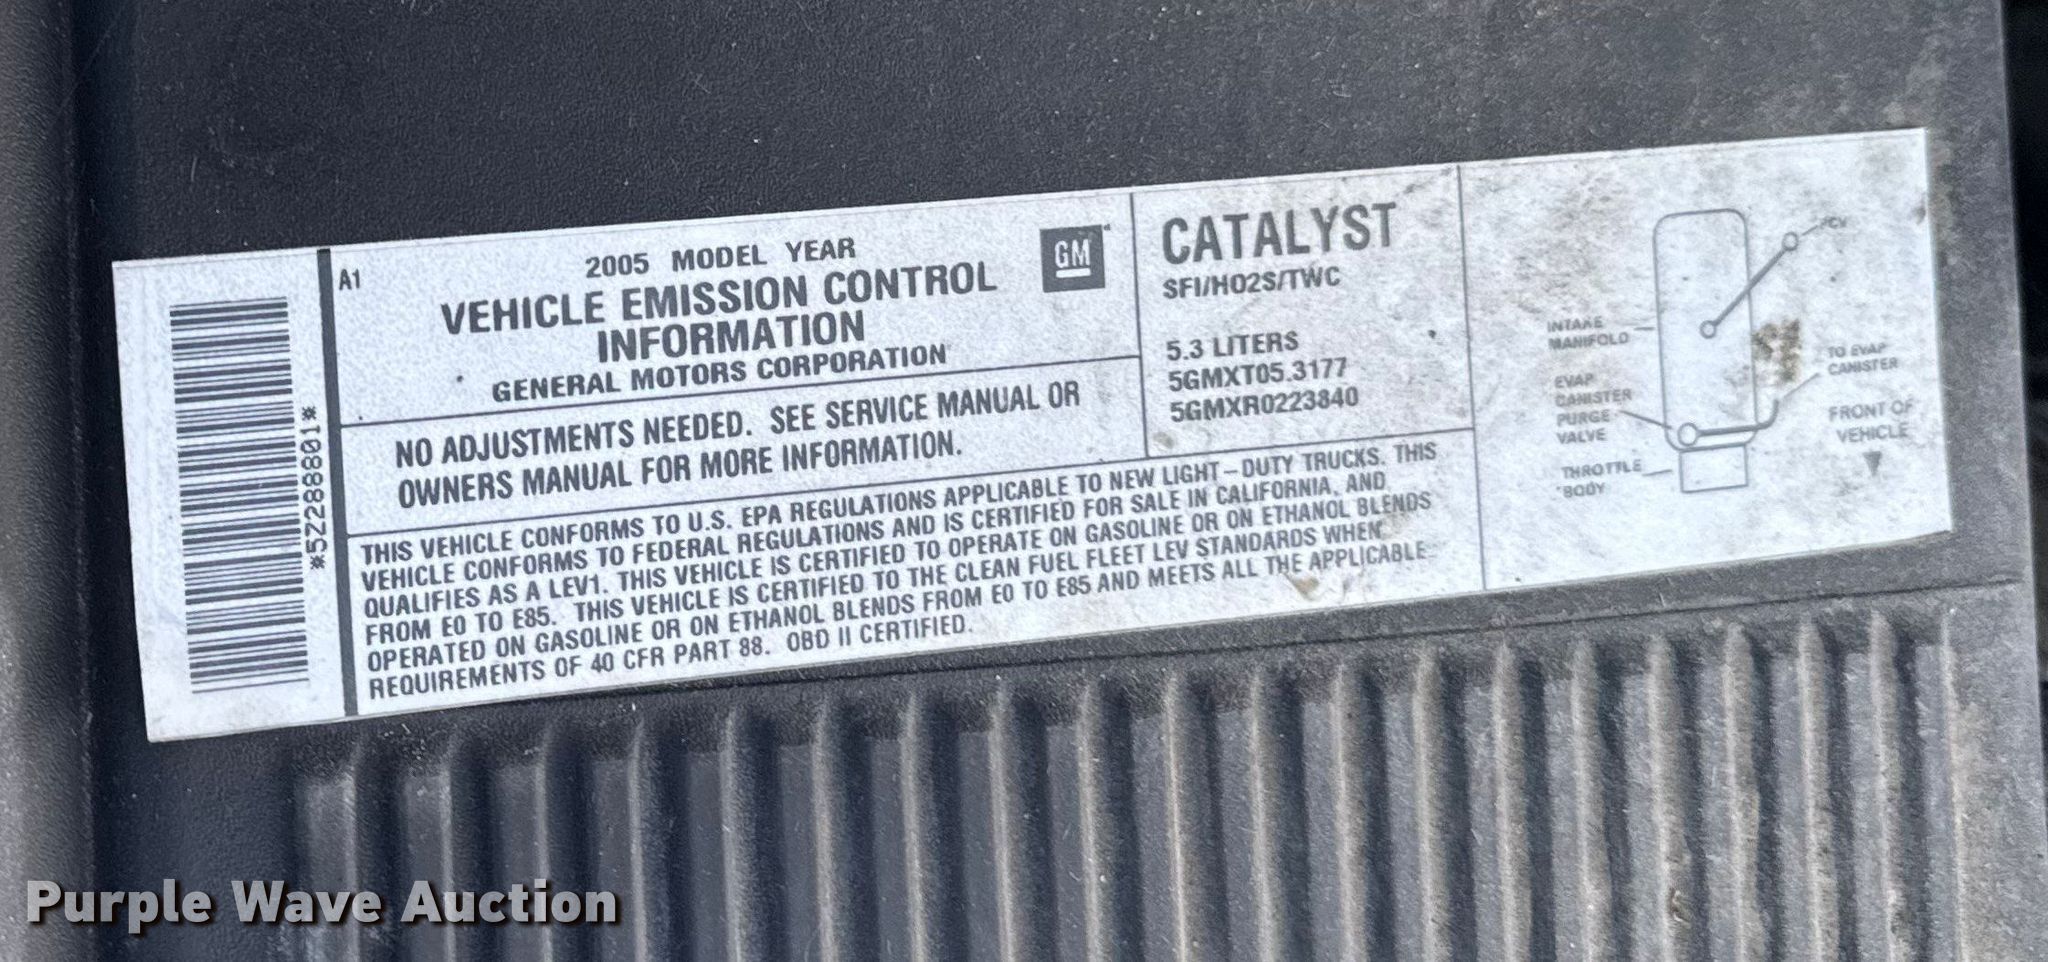 *5Z288801*
A1
2005 MODEL YEAR
VEHICLE EMISSION CONTROL
INFORMATION
GENERAL MOTORS CORPORATION
GM
NO ADJUSTMENTS NEEDED. SEE SERVICE MANUAL OR
OWNERS MANUAL FOR MORE INFORMATION.
CATALYST
SFI/HO2S/TWC
5.3 LITERS
5GMXT05.3177
5GMXR0223840
THIS VEHICLE CONFORMS TO U.S. EPA REGULATIONS APPLICABLE TO NEW LIGHT-DUTY TRUCKS. THIS
VEHICLE CONFORMS TO FEDERAL REGULATIONS AND IS CERTIFIED FOR SALE IN CALIFORNIA, AND
QUALIFIES AS A LEV1. THIS VEHICLE IS CERTIFIED TO OPERATE ON GASOLINE OR ON ETHANOL BLENDS
FROM E0 TO E85. THIS VEHICLE IS CERTIFIED TO THE CLEAN FUEL FLEET LEV STANDARDS WHEN
OPERATED ON GASOLINE OR ON ETHANOL BLENDS FROM E0 TO E85 AND MEETS ALL THE APPLICABLE
REQUIREMENTS OF 40 CFR PART 88. OBD II CERTIFIED.
INTAKE
MANIFOLD
EVAP
CANISTER
PURGE
VALVE
THROTTLE
BODY
TO EVAP
CANISTER
FRONT OF
VEHICLE
Purple Wave Auction